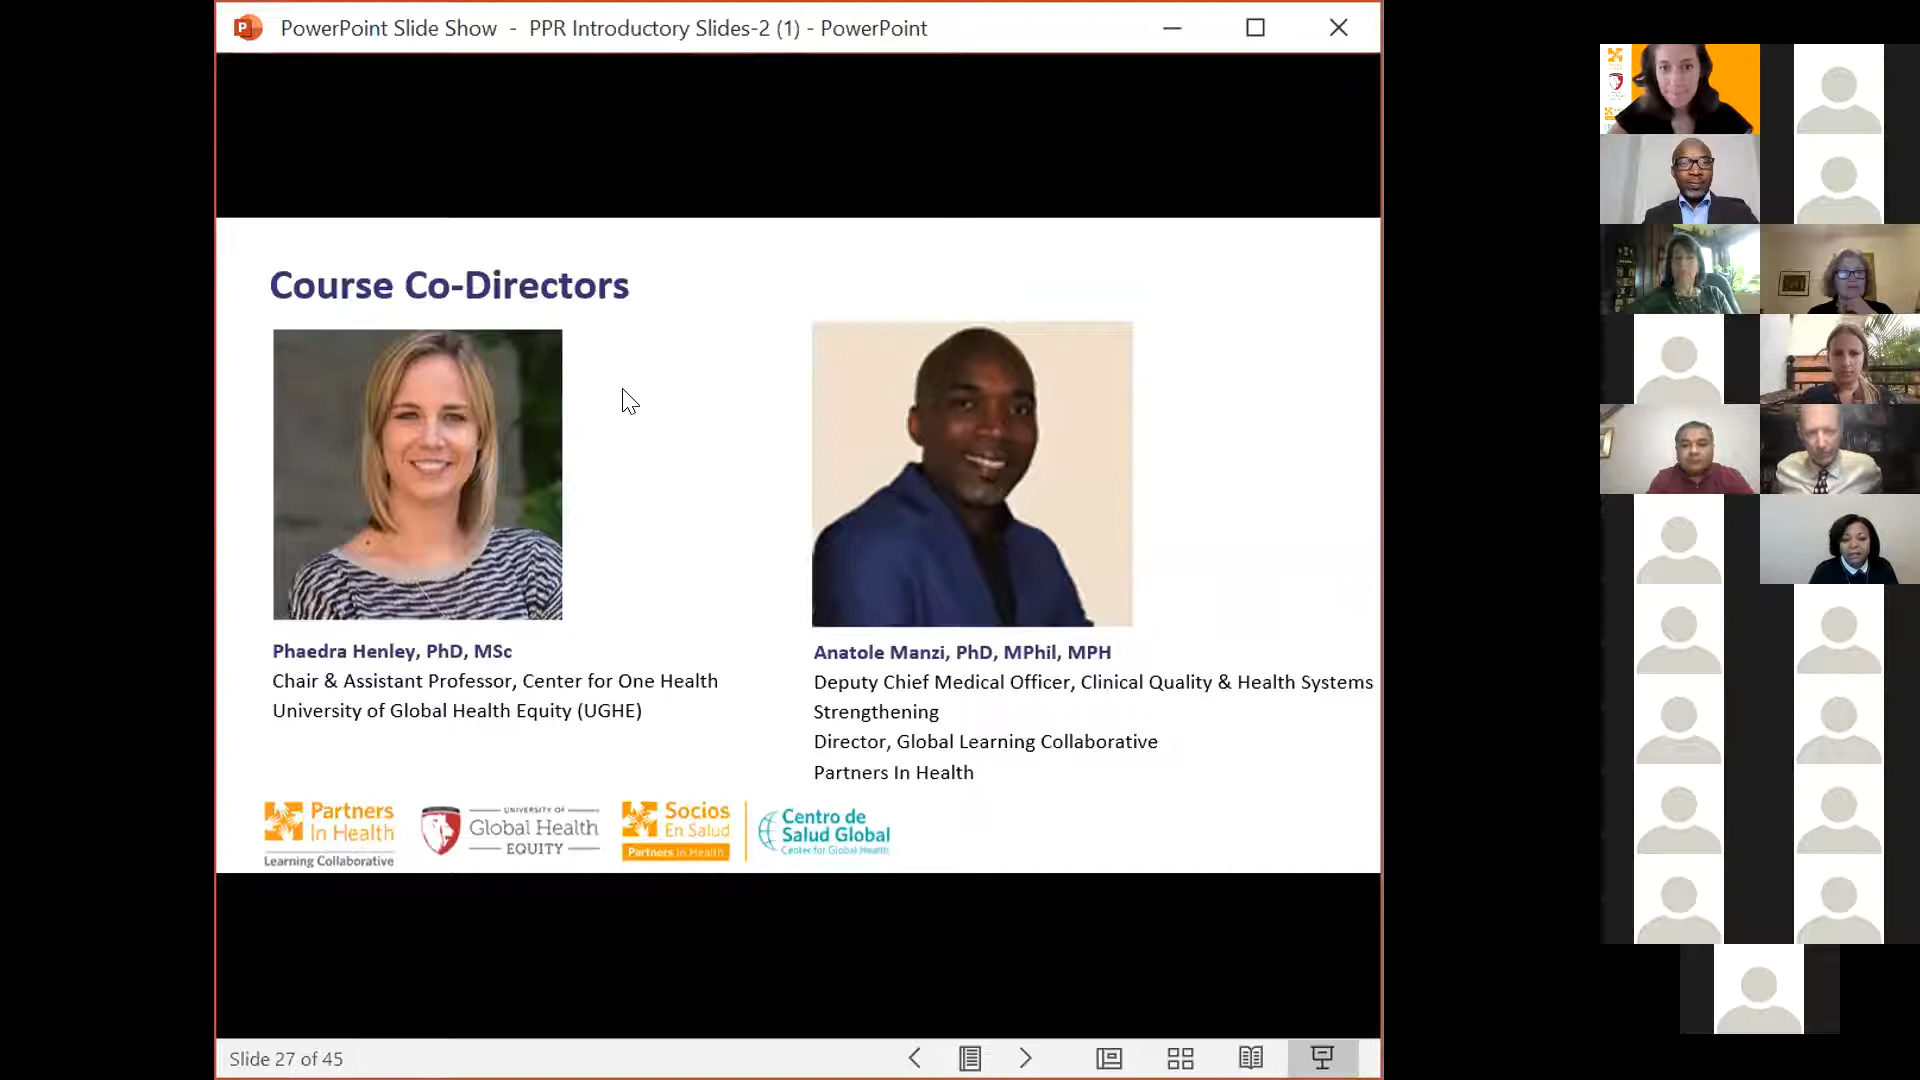 PowerPoint Slide Show - PPR Introductory Slides-2 (1) - PowerPoint
Course Co-Directors
Phaedra Henley, PhD, MSc
Chair & Assistant Professor, Center for One Health
University of Global Health Equity (UGHE)
Anatole Manzi, PhD, MPhil, MPH
Deputy Chief Medical Officer, Clinical Quality & Health Systems
Strengthening
Director, Global Learning Collaborative
Partners In Health
Partners
In Health
Learning Collaborative
UNIVERSITY OF
Global Health
EQUITY
Socios
En Salud
Partners In Health
Centro de
Salud Global
Center for Global Health
Slide 27 of 45